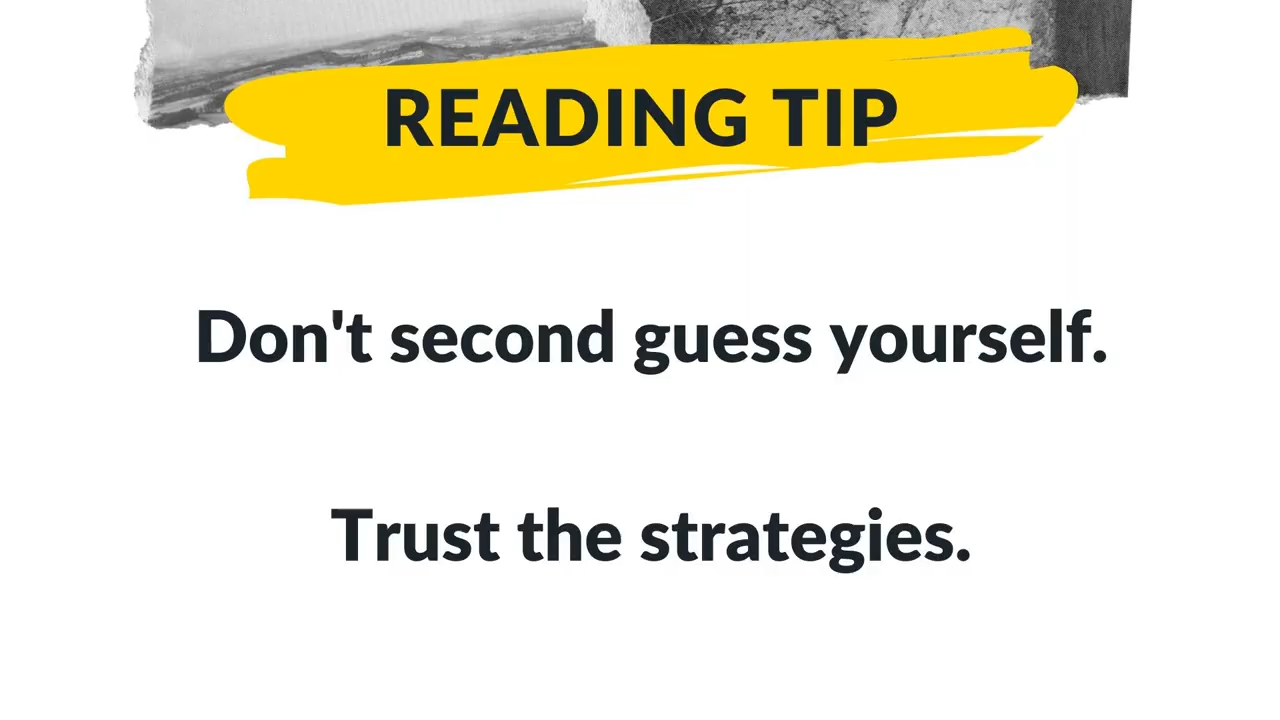 READING TIP
Don't second guess yourself.
Trust the strategies.